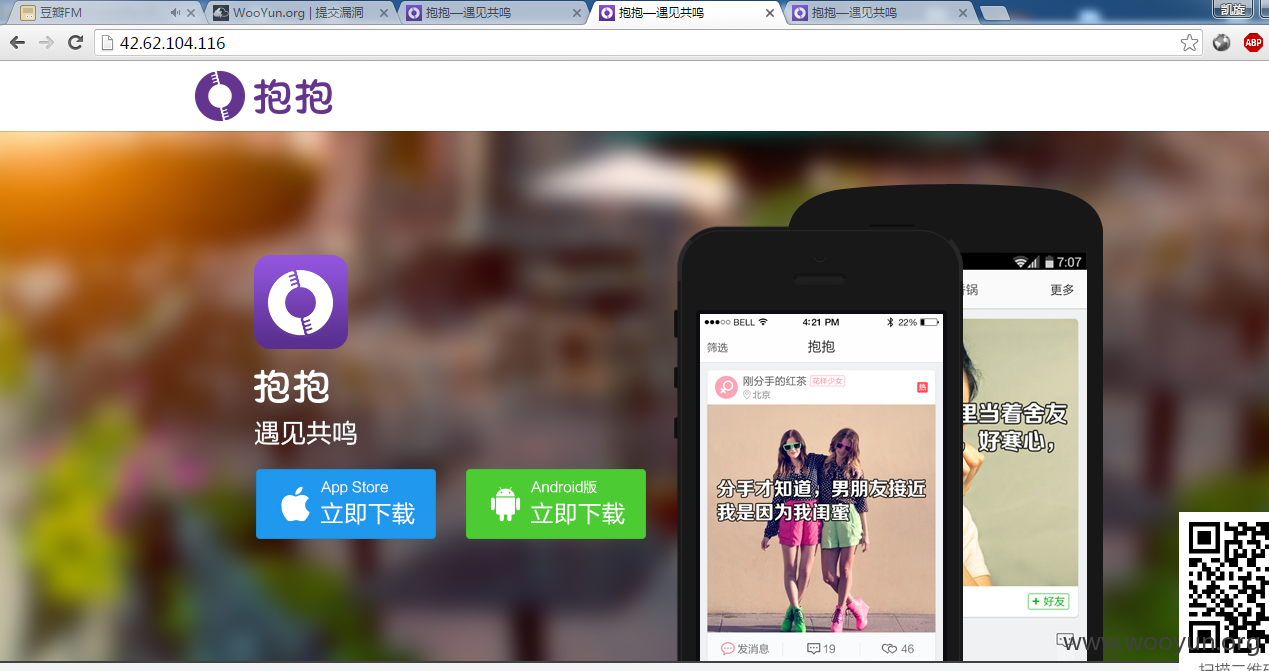 豆瓣FM
WooYun.org | 提交漏洞
抱抱—遇见共鸣
抱抱—遇见共鸣
抱抱—遇见共鸣
凯旋
42.62.104.116
ABP
抱抱
抱抱
遇见共鸣
App Store
立即下载
Android版
立即下载
7:07
锅
更多
BELL
4:21 PM
22%
筛选
抱抱
刚分手的红茶
花样少女
北京
热
分手才知道，男朋友接近
我是因为我闺蜜
里当着舍友
好寒心，
+ 好友
发消息
19
46
www.wooyun.org